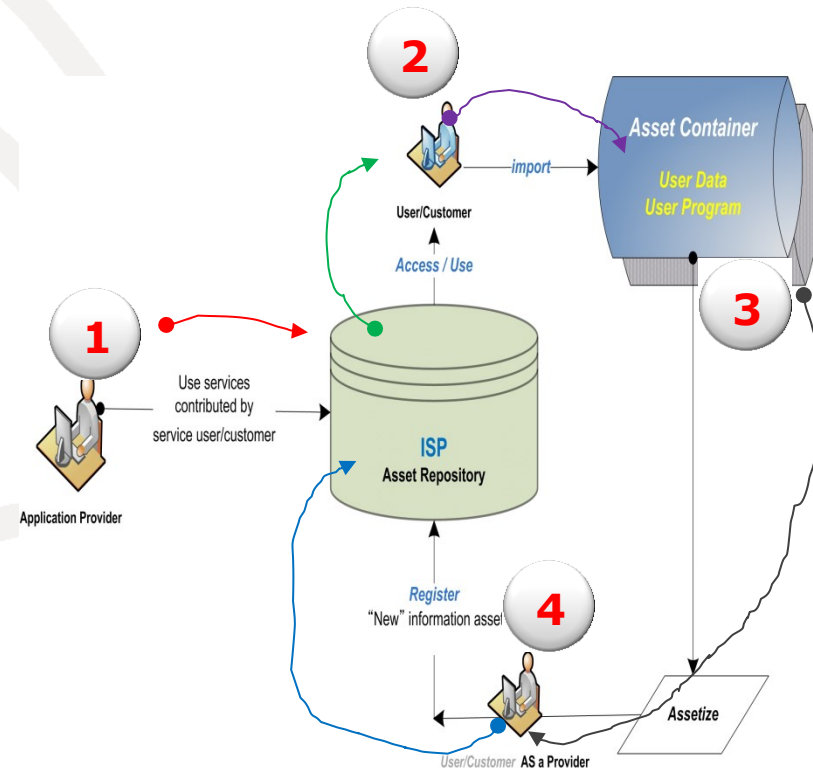 2
Asset Container
User Data
User Program
import
User/Customer
Access / Use
3
1
Use services
contributed by
service user/customer
ISP
Asset Repository
Application Provider
Register
"New" information asset
4
Assetize
User/Customer AS a Provider